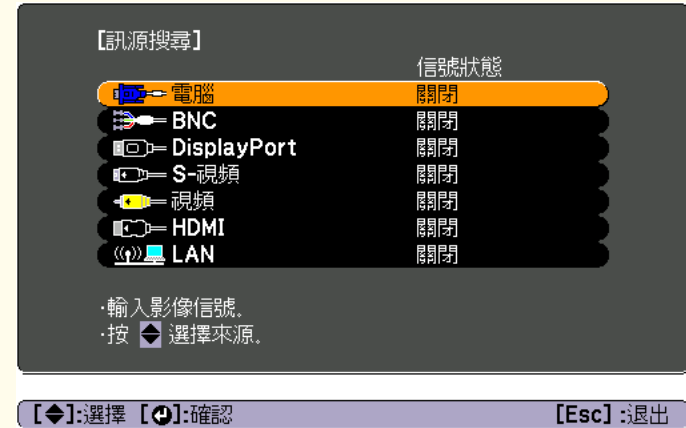 【訊源搜尋】
信號狀態
電腦 關閉
BNC 關閉
DisplayPort 關閉
S-視頻 關閉
視頻 關閉
HDMI 關閉
LAN 關閉
·輸入影像信號.
·按 選擇來源.
[◆]:選擇 [↵]:確認 [Esc] :退出